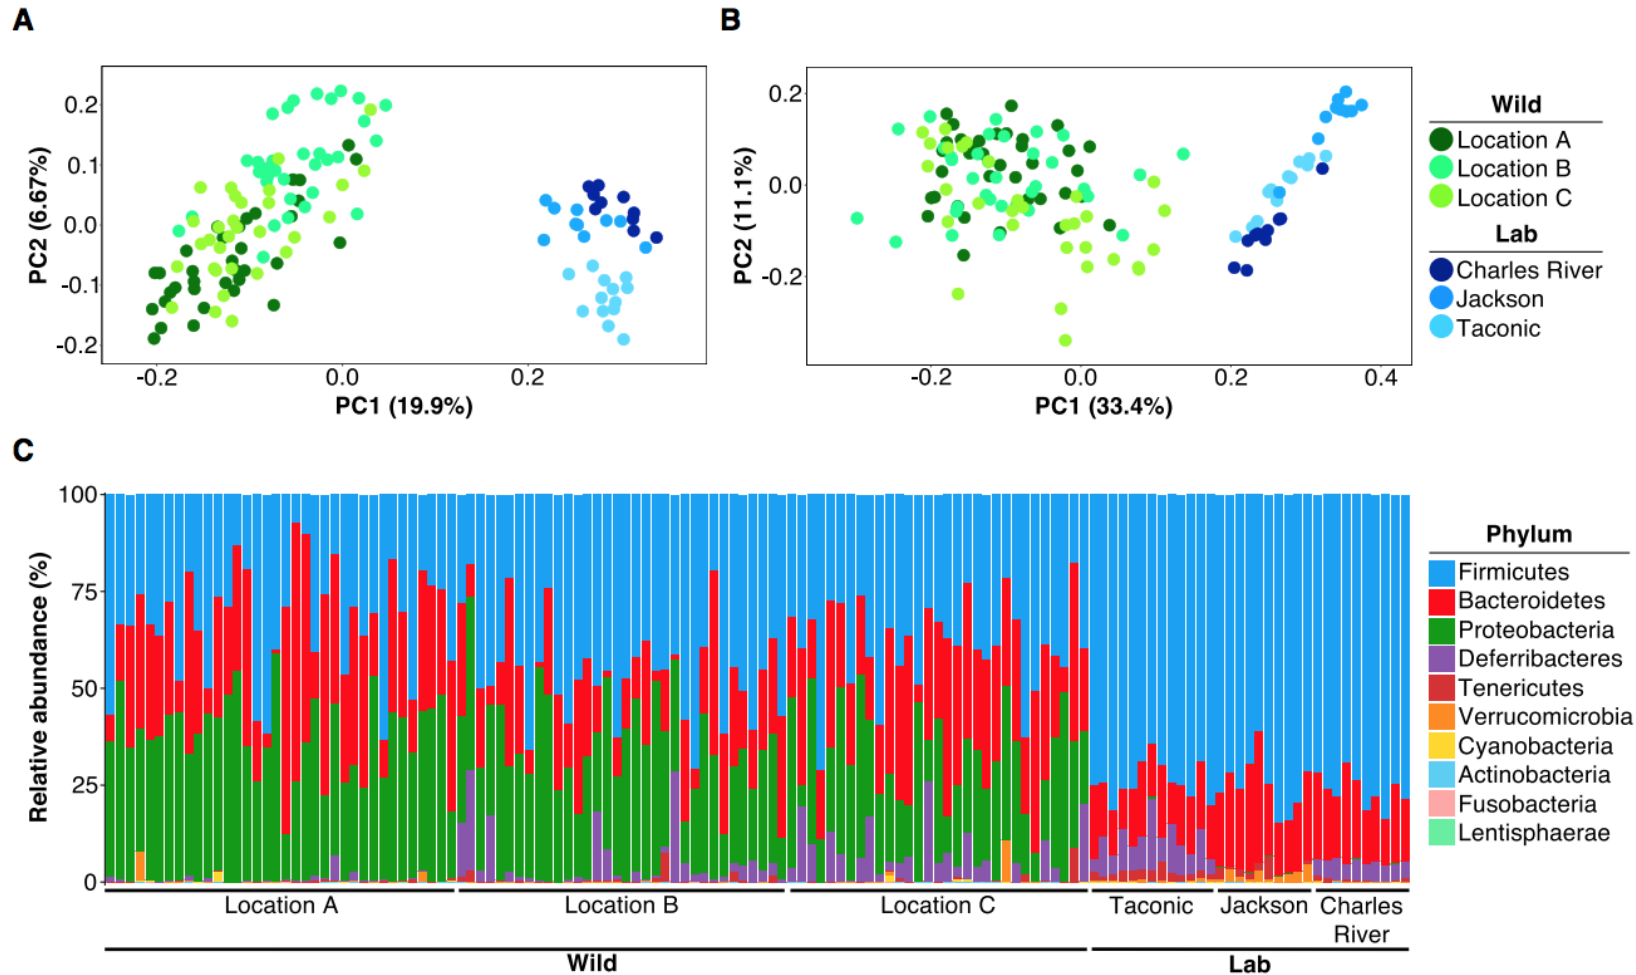 A
B
PC2 (6.67%)
0.2
0.1
0.0
-0.1
-0.2
-0.2
0.0
0.2
PC1 (19.9%)
PC2 (11.1%)
0.2
0.0
-0.2
-0.2
0.0
0.2
0.4
PC1 (33.4%)
Wild
Location A
Location B
Location C
Lab
Charles River
Jackson
Taconic
C
Relative abundance (%)
100
75
50
25
0
Location A
Location B
Location C
Taconic
Jackson
Charles
River
Wild
Lab
Phylum
Firmicutes
Bacteroidetes
Proteobacteria
Deferribacteres
Tenericutes
Verrucomicrobia
Cyanobacteria
Actinobacteria
Fusobacteria
Lentisphaerae